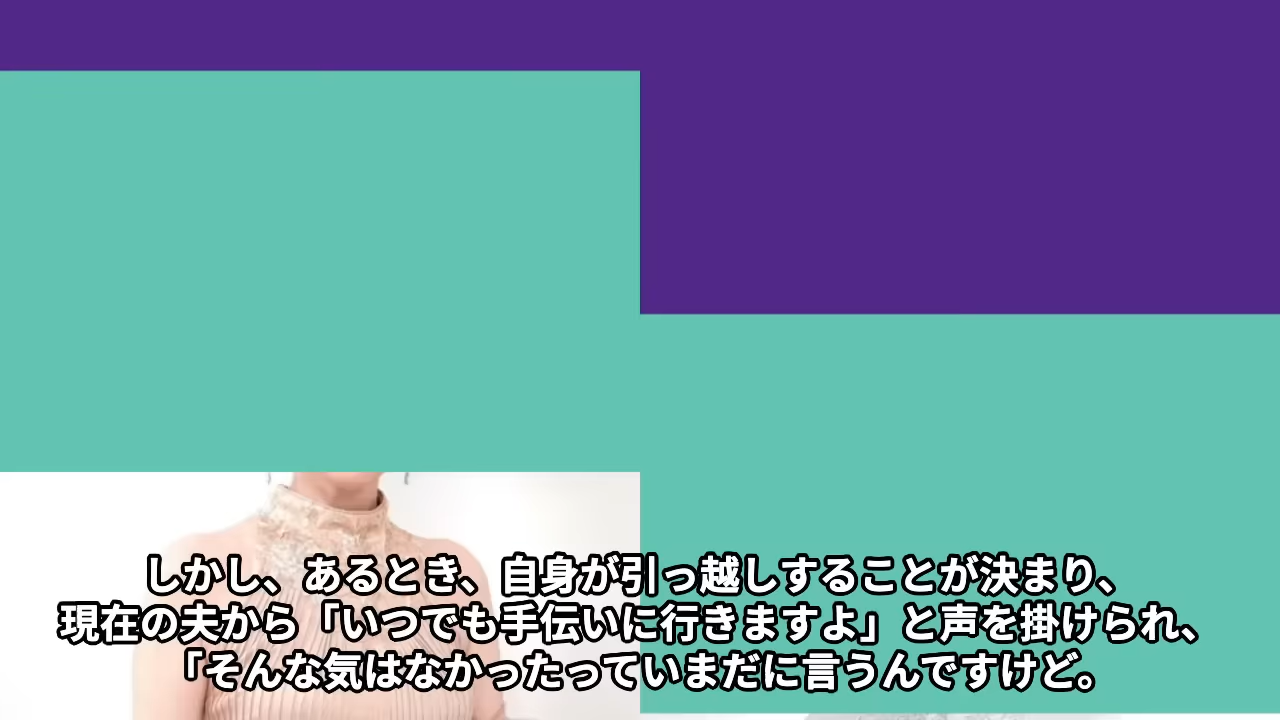 しかし、あるとき、自身が引っ越しすることが決まり、
現在の夫から「いつでも手伝いに行きますよ」と声を掛けられ、
「そんな気はなかったっていまだに言うんですけど。